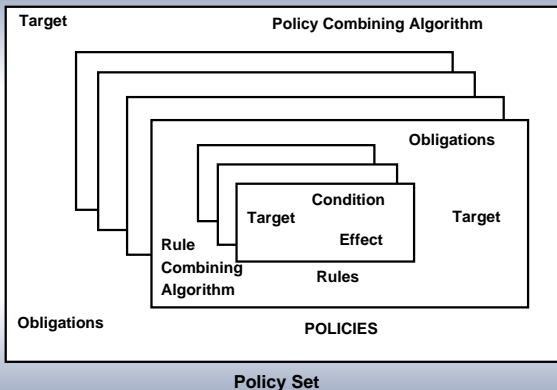 Target
Policy Combining Algorithm
Obligations
Condition
Target
Target
Effect
Rule
Combining
Algorithm
Rules
Obligations
POLICIES
Policy Set